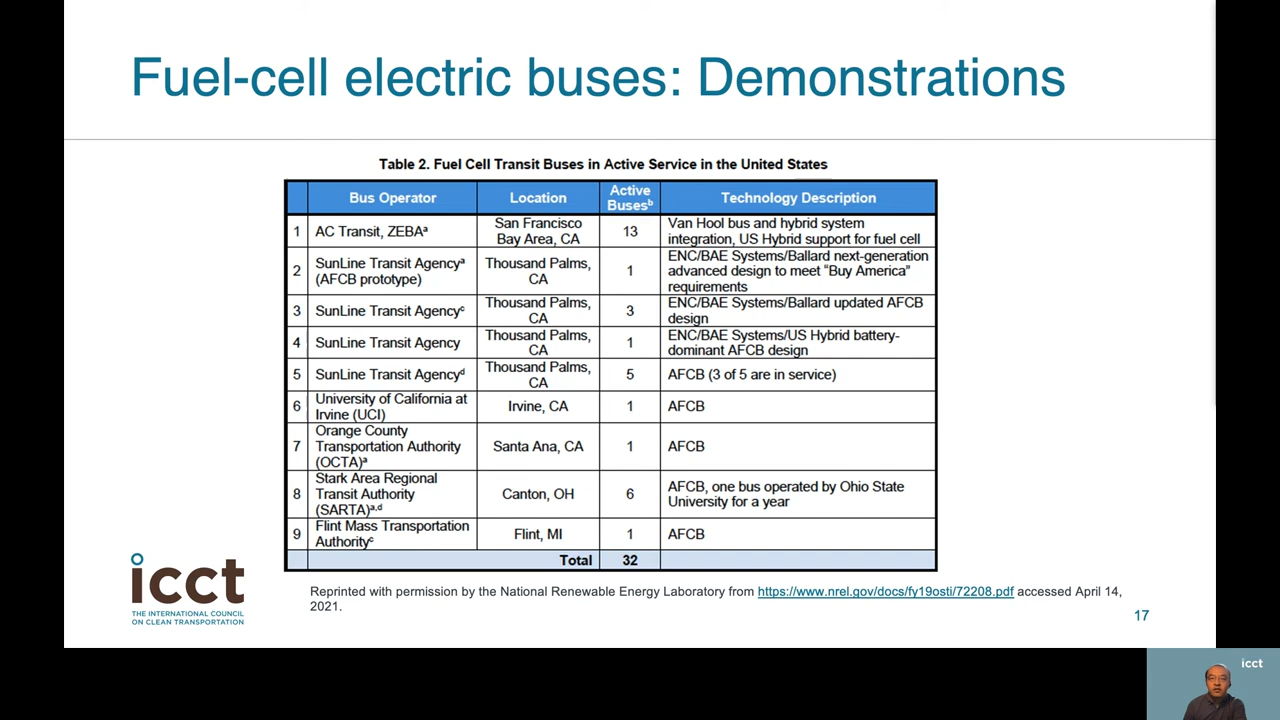 Fuel-cell electric buses: Demonstrations
Table 2. Fuel Cell Transit Buses in Active Service in the United States
Bus Operator Location Active Busesᵇ Technology Description
1 AC Transit, ZEBAᵃ San Francisco Bay Area, CA 13 Van Hool bus and hybrid system integration, US Hybrid support for fuel cell
2 SunLine Transit Agencyᵃ (AFCB prototype) Thousand Palms, CA 1 ENC/BAE Systems/Ballard next-generation advanced design to meet “Buy America” requirements
3 SunLine Transit Agencyᶜ Thousand Palms, CA 3 ENC/BAE Systems/Ballard updated AFCB design
4 SunLine Transit Agency Thousand Palms, CA 1 ENC/BAE Systems/US Hybrid battery-dominant AFCB design
5 SunLine Transit Agencyᵈ Thousand Palms, CA 5 AFCB (3 of 5 are in service)
6 University of California at Irvine (UCI) Irvine, CA 1 AFCB
7 Orange County Transportation Authority (OCTA)ᵃ Santa Ana, CA 1 AFCB
8 Stark Area Regional Transit Authority (SARTA)ᵃ·ᵈ Canton, OH 6 AFCB, one bus operated by Ohio State University for a year
9 Flint Mass Transportation Authorityᶜ Flint, MI 1 AFCB
Total 32
Reprinted with permission by the National Renewable Energy Laboratory from https://www.nrel.gov/docs/fy19osti/72208.pdf accessed April 14,
2021.
icct
THE INTERNATIONAL COUNCIL
ON CLEAN TRANSPORTATION
17
icct